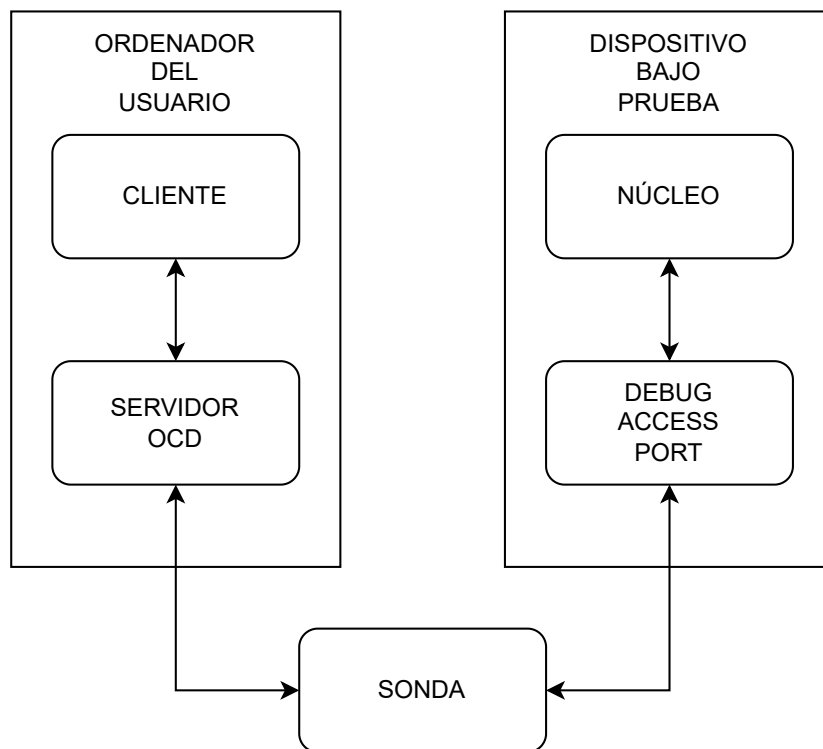 ORDENADOR
DEL
USUARIO
CLIENTE
SERVIDOR
OCD
DISPOSITIVO
BAJO
PRUEBA
NÚCLEO
DEBUG
ACCESS
PORT
SONDA